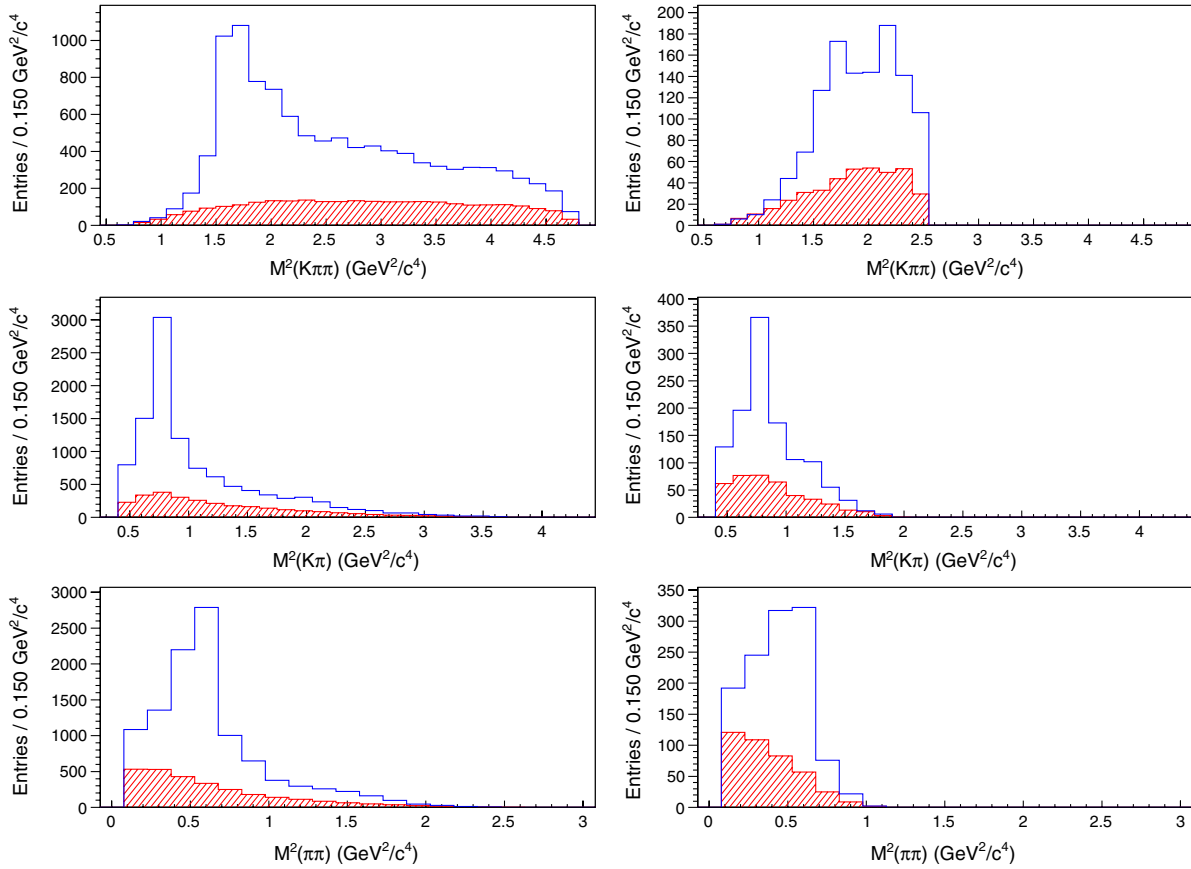 Entries / 0.150 GeV²/c⁴
1000
800
600
400
200
0
0.5 1 1.5 2 2.5 3 3.5 4 4.5
M²(Kππ) (GeV²/c⁴)
Entries / 0.150 GeV²/c⁴
200
180
160
140
120
100
80
60
40
20
0
0.5 1 1.5 2 2.5 3 3.5 4 4.5
M²(Kππ) (GeV²/c⁴)
Entries / 0.150 GeV²/c⁴
3000
2500
2000
1500
1000
500
0
0.5 1 1.5 2 2.5 3 3.5 4
M²(Kπ) (GeV²/c⁴)
Entries / 0.150 GeV²/c⁴
400
350
300
250
200
150
100
50
0
0.5 1 1.5 2 2.5 3 3.5 4
M²(Kπ) (GeV²/c⁴)
Entries / 0.150 GeV²/c⁴
3000
2500
2000
1500
1000
500
0
0 0.5 1 1.5 2 2.5 3
M²(ππ) (GeV²/c⁴)
Entries / 0.150 GeV²/c⁴
350
300
250
200
150
100
50
0
0 0.5 1 1.5 2 2.5 3
M²(ππ) (GeV²/c⁴)